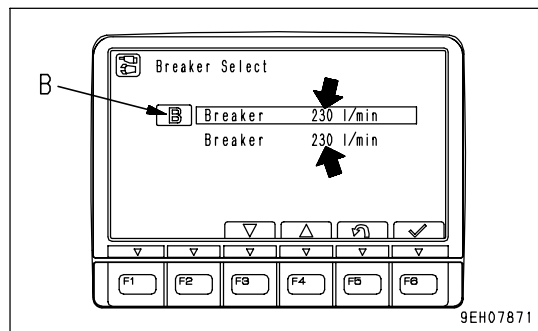 Breaker Select
B
B Breaker 230 l/min
Breaker 230 l/min
F1 F2 F3 F4 F5 F6
9EH07871